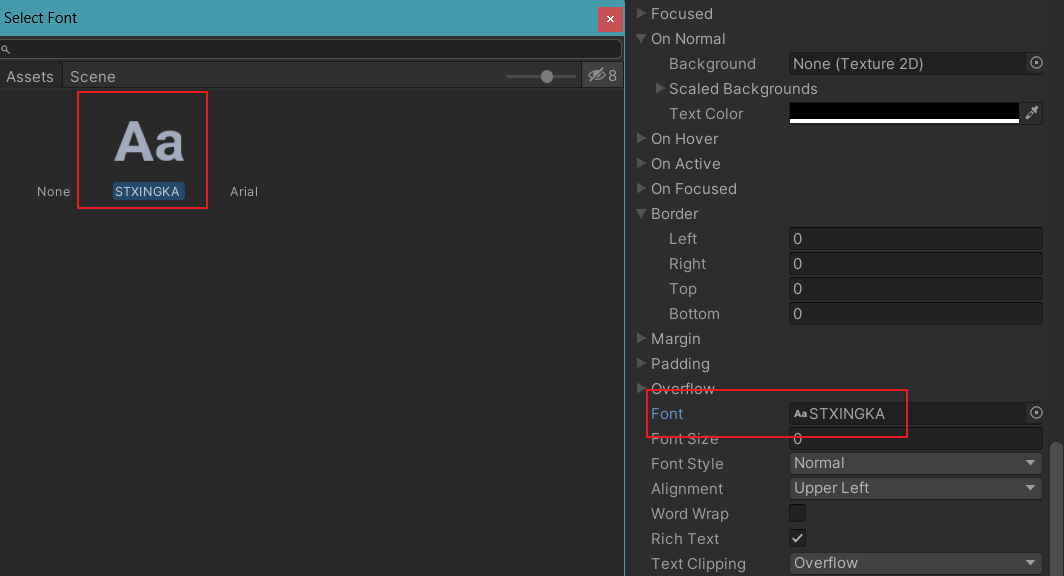 Select Font
Assets
Scene
8
None
STXINGKA
Arial
Focused
On Normal
Background
None (Texture 2D)
Scaled Backgrounds
Text Color
On Hover
On Active
On Focused
Border
Left
0
Right
0
Top
0
Bottom
0
Margin
Padding
Overflow
Font
Aa STXINGKA
Font Size
0
Font Style
Normal
Alignment
Upper Left
Word Wrap
Rich Text
Text Clipping
Overflow
Aa